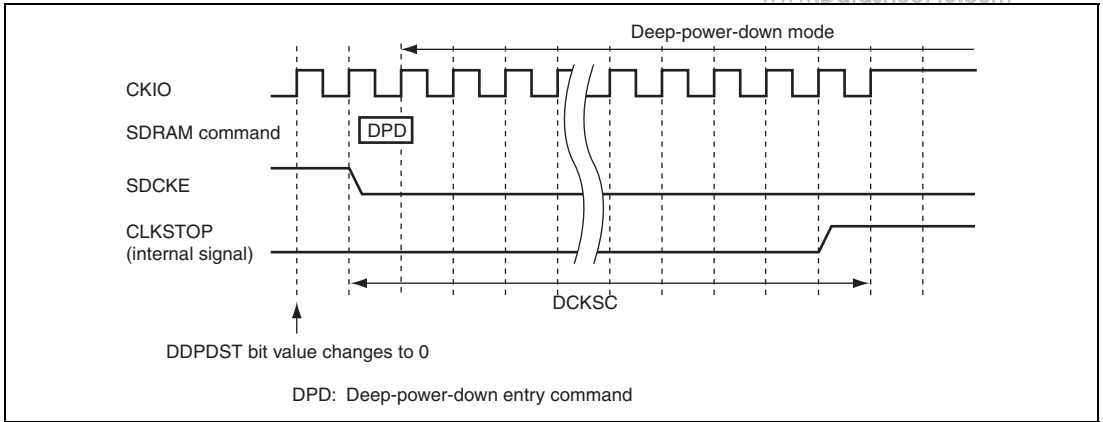 Deep-power-down mode
CKIO
SDRAM command
DPD
SDCKE
CLKSTOP
(internal signal)
DCKSC
DDPDST bit value changes to 0
DPD: Deep-power-down entry command